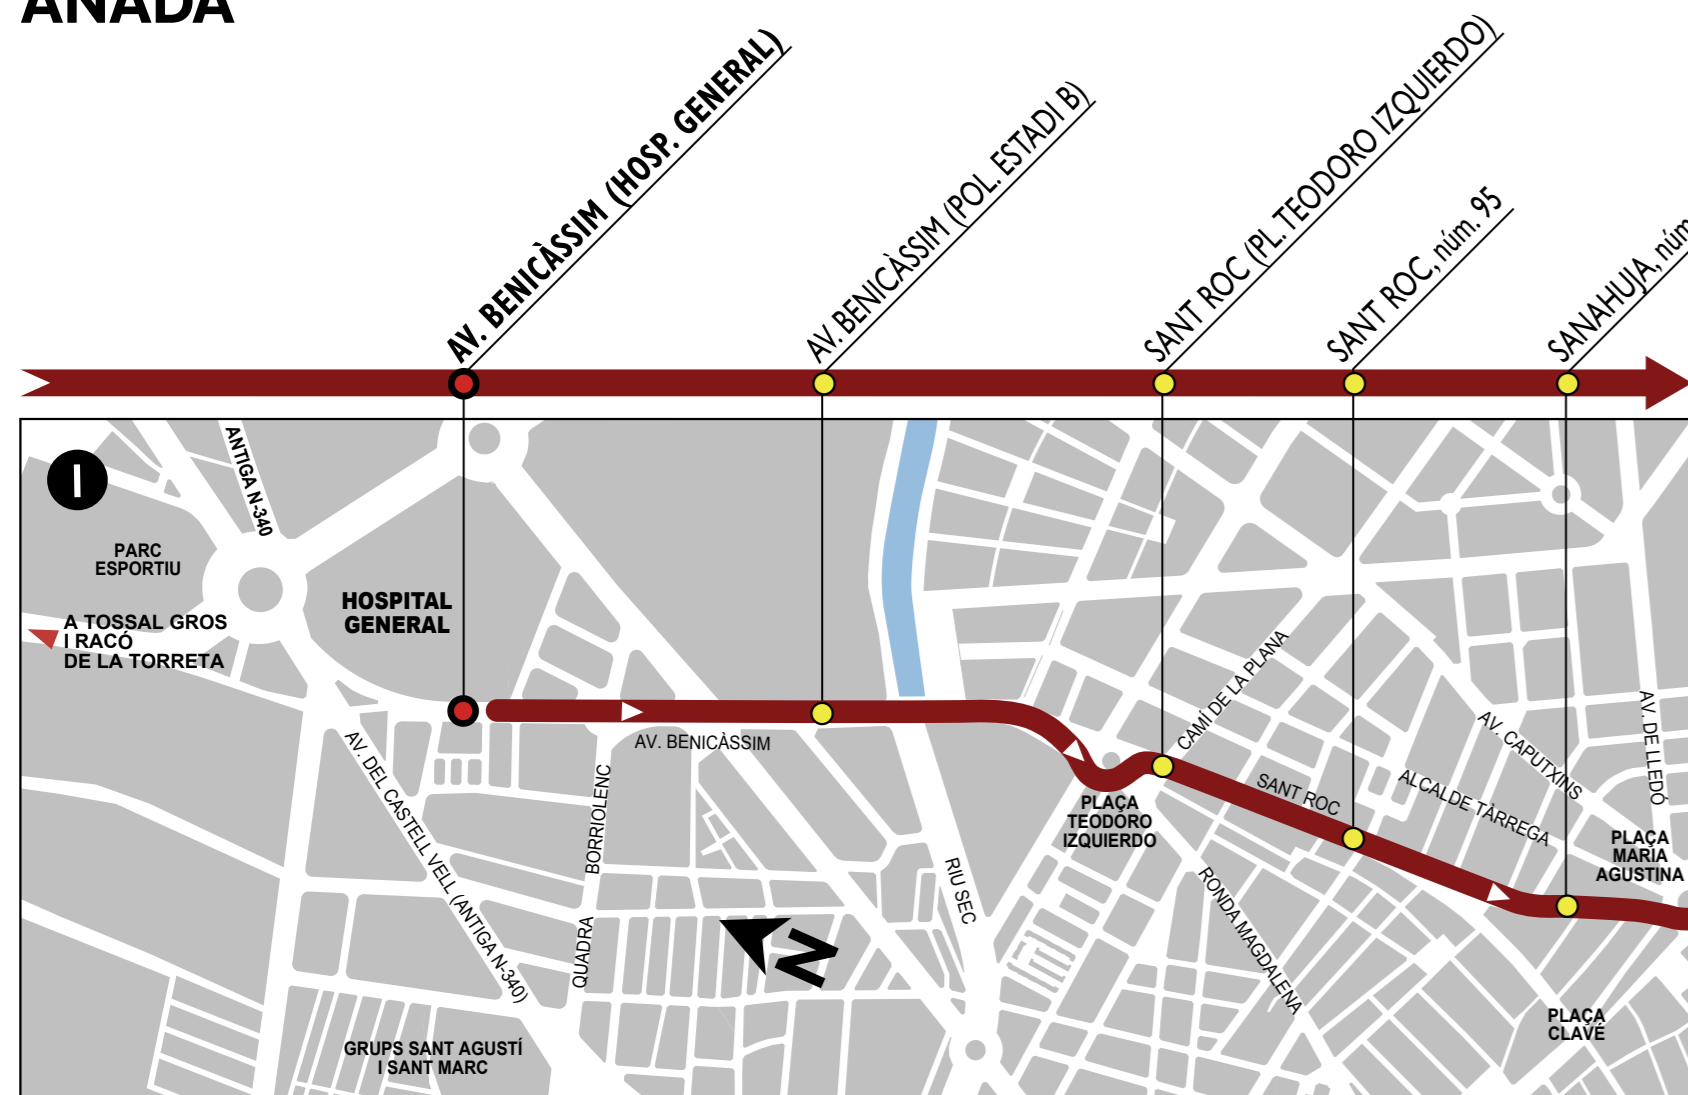 ANADA
AV. BENICÀSSIM (HOSP. GENERAL)
AV. BENICÀSSIM (POL. ESTADI B)
SANT ROC (PL. TEODORO IZQUIERDO)
SANT ROC, núm. 95
SANAHUJA, núm
I
ANTIGA N-340
PARC
ESPORTIU
HOSPITAL
GENERAL
A TOSSAL GROS
I RACÓ
DE LA TORRETA
AV. BENICÀSSIM
AV. DEL CASTELL VELL (ANTIGA N-340)
QUADRA BORRIOLENC
N
RIU SEC
PLAÇA
TEODORO
IZQUIERDO
CAMÍ DE LA PLANA
SANT ROC
RONDA MAGDALENA
ALCALDE TÀRREGA
AV. CAPUTXINS
AV. DE LLEDÓ
PLAÇA
MARIA
AGUSTINA
PLAÇA
CLAVÉ
GRUPS SANT AGUSTÍ
I SANT MARC